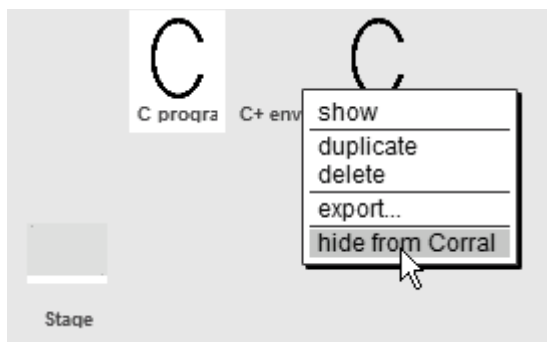 C C
C progra C+ env
show
duplicate
delete
export...
hide from Corral
Stage